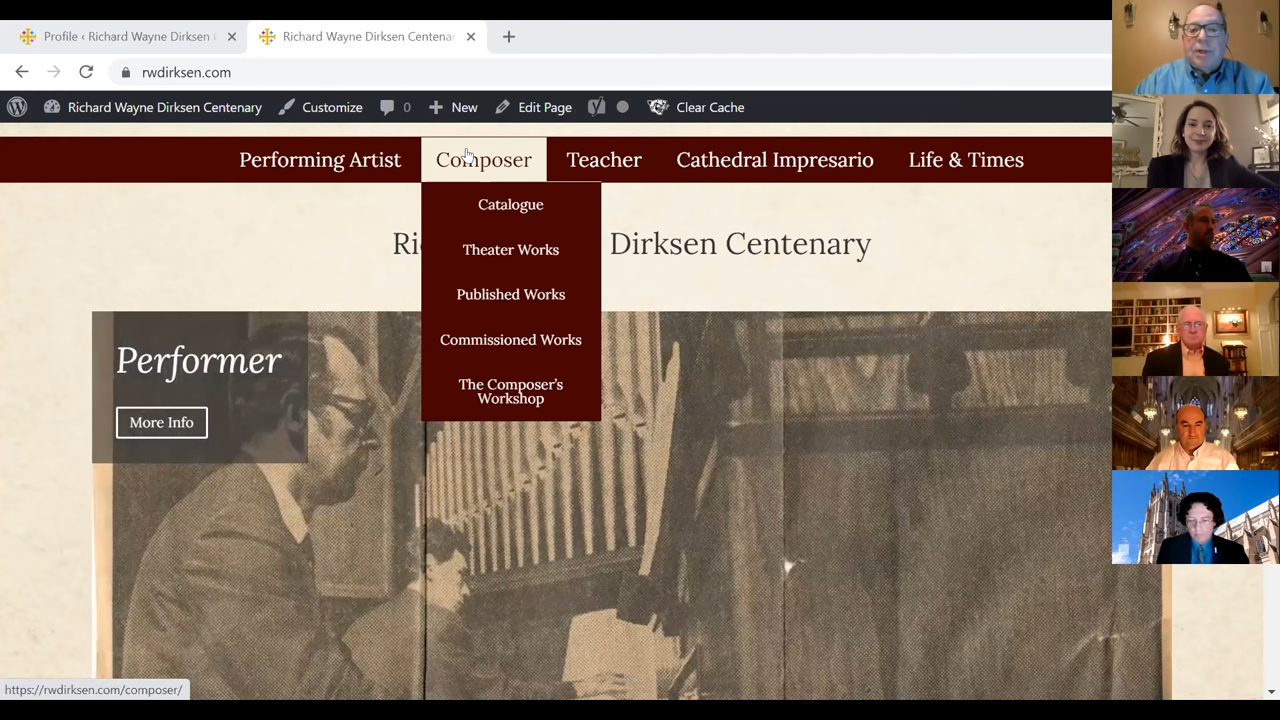 Profile ‹ Richard Wayne Dirksen
Richard Wayne Dirksen Centenar
rwdirksen.com
Richard Wayne Dirksen Centenary
Customize
0
New
Edit Page
Clear Cache
Performing Artist
Composer
Teacher
Cathedral Impresario
Life & Times
Catalogue
Theater Works
Published Works
Commissioned Works
The Composer's
Workshop
Ri
Dirksen Centenary
Performer
More Info
https://rwdirksen.com/composer/